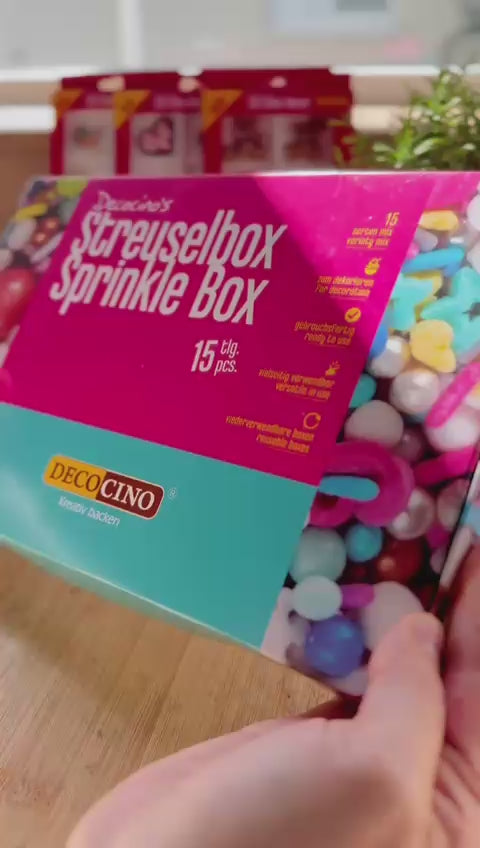 Decocino's
Streuselbox
Sprinkle Box
15 tlg.
pcs.
15
sorten mix
variety mix
zum dekorieren
for decoration
gebrauchsfertig
ready to use
vielseitig verwendbar
versatile in use
wiederverwendbare boxen
reusable boxes
DECOCINO
®
Kreativ backen